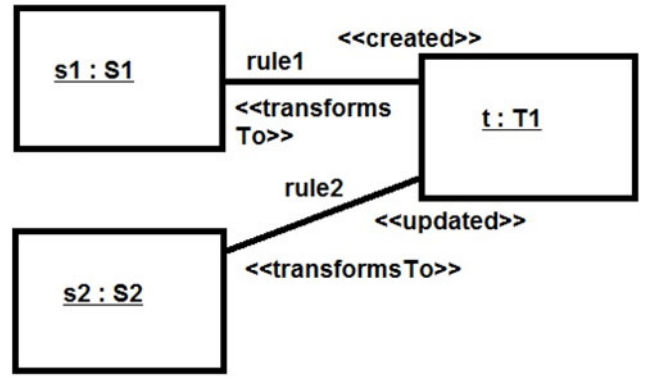 <<created>>
s1 : S1
rule1
<<transforms
To>>
t : T1
rule2
<<updated>>
<<transformsTo>>
s2 : S2